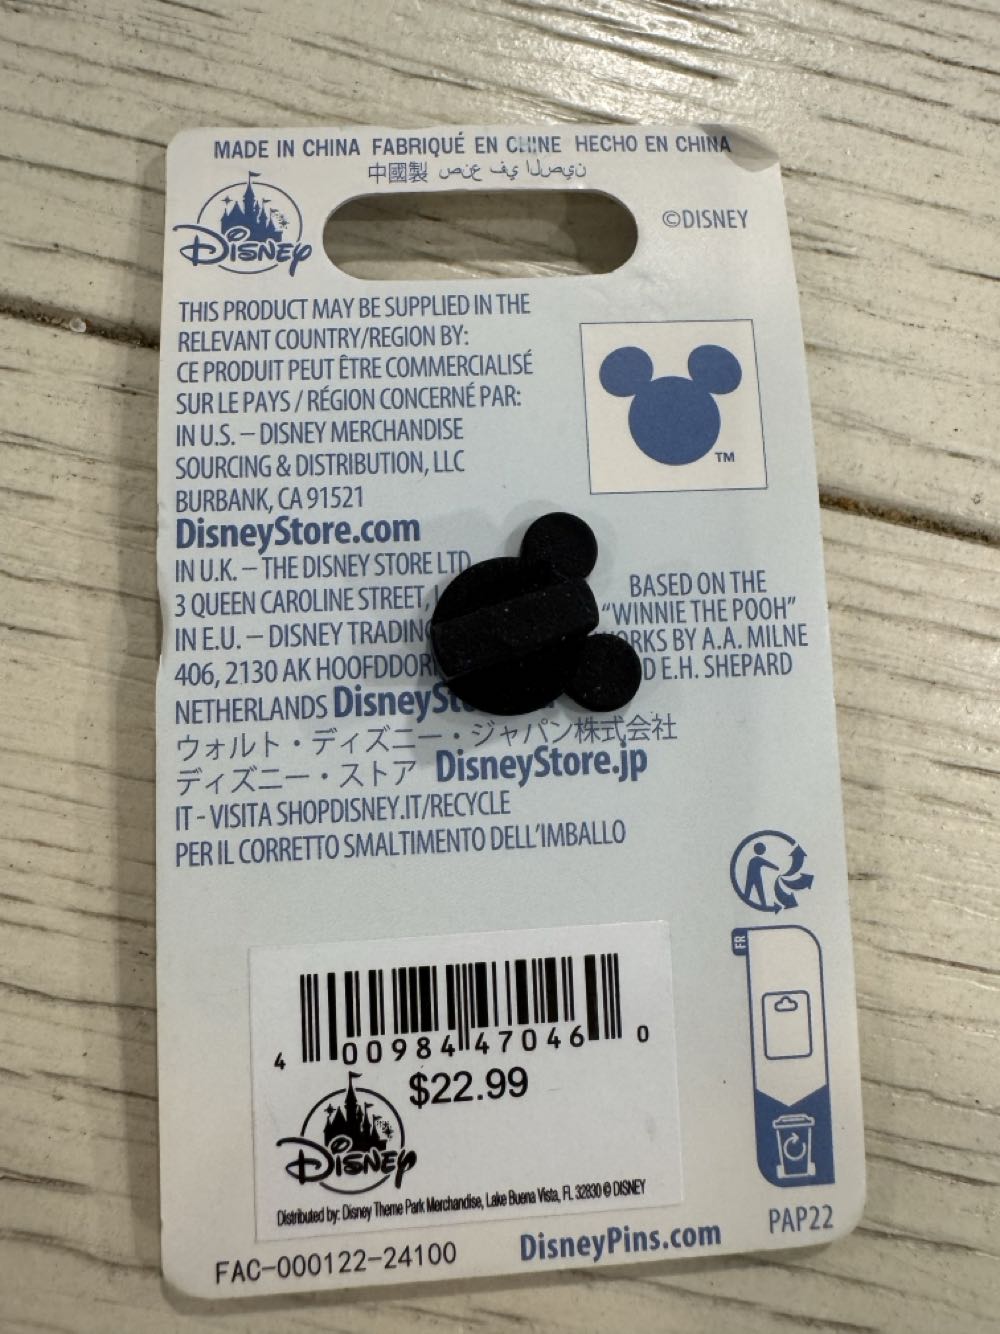 MADE IN CHINA FABRIQUÉ EN CHINE HECHO EN CHINA
中國製 صنع في الصين
Disney
©DISNEY
THIS PRODUCT MAY BE SUPPLIED IN THE
RELEVANT COUNTRY/REGION BY:
CE PRODUIT PEUT ÊTRE COMMERCIALISÉ
SUR LE PAYS / RÉGION CONCERNÉ PAR:
IN U.S. – DISNEY MERCHANDISE
SOURCING & DISTRIBUTION, LLC
BURBANK, CA 91521
DisneyStore.com
IN U.K. – THE DISNEY STORE LTD
3 QUEEN CAROLINE STREET,
IN E.U. – DISNEY TRADING
406, 2130 AK HOOFDDOR
NETHERLANDS DisneySt
ウォルト・ディズニー・ジャパン株式会社
ディズニー・ストア DisneyStore.jp
IT - VISITA SHOPDISNEY.IT/RECYCLE
PER IL CORRETTO SMALTIMENTO DELL'IMBALLO
TM
BASED ON THE
"WINNIE THE POOH"
ORKS BY A.A. MILNE
D E.H. SHEPARD
FR
4 00984 47046 0
$22.99
Disney
Distributed by: Disney Theme Park Merchandise, Lake Buena Vista, FL 32830 © DISNEY
FAC-000122-24100
DisneyPins.com
PAP22